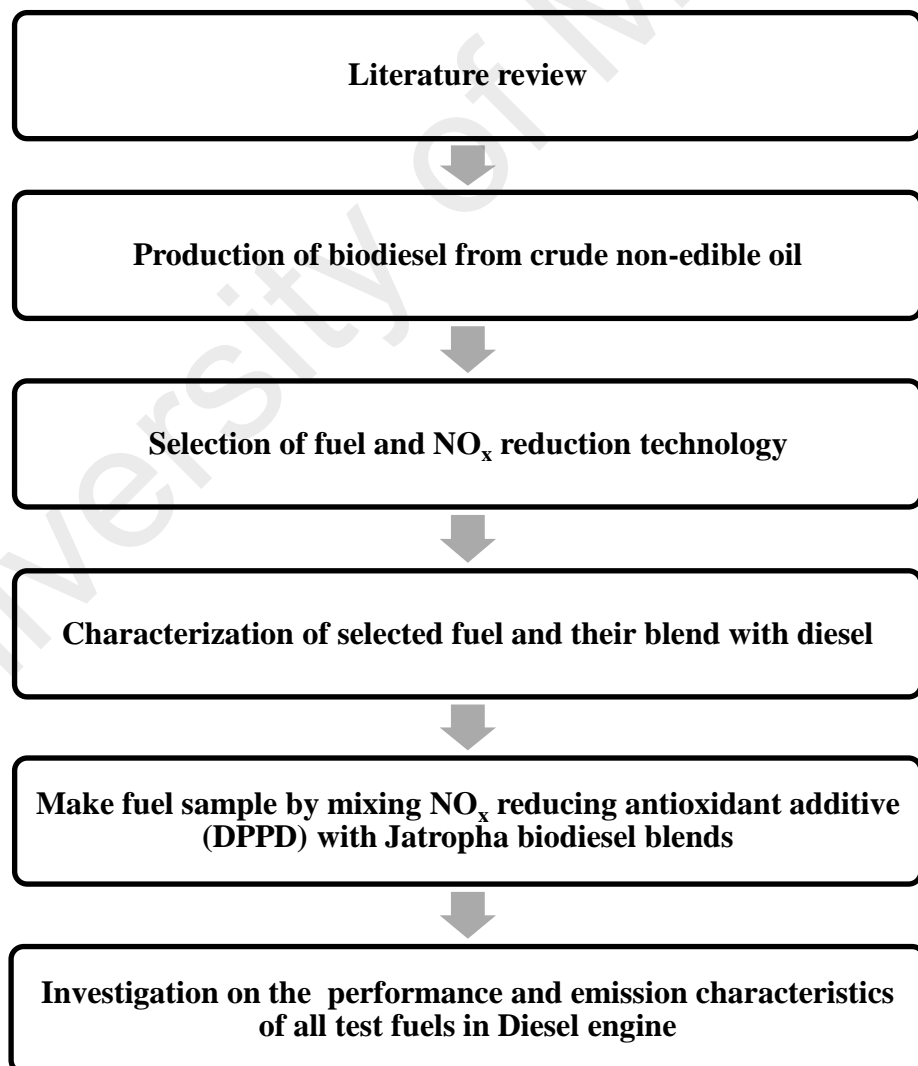 Literature review
Production of biodiesel from crude non-edible oil
Selection of fuel and NOx reduction technology
Characterization of selected fuel and their blend with diesel
Make fuel sample by mixing NOx reducing antioxidant additive
(DPPD) with Jatropha biodiesel blends
Investigation on the performance and emission characteristics
of all test fuels in Diesel engine